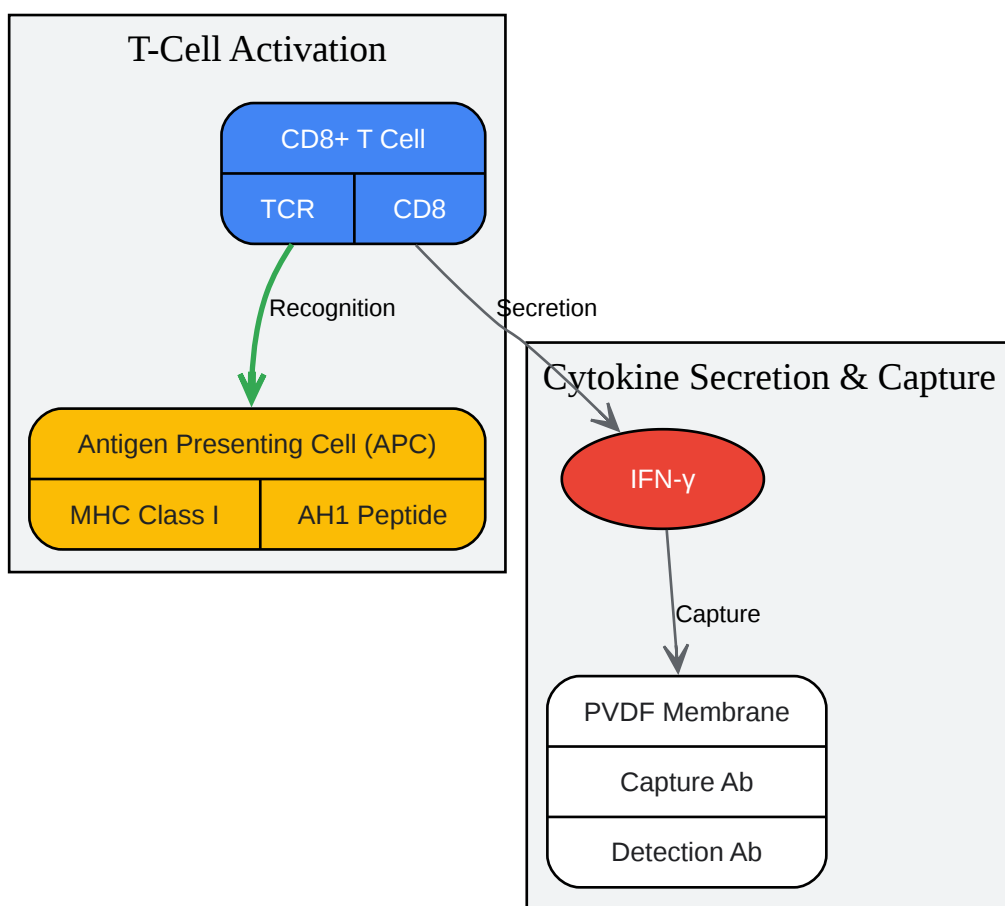 T-Cell Activation
CD8+ T Cell
TCR
CD8
Recognition
Secretion
Cytokine Secretion & Capture
Antigen Presenting Cell (APC)
MHC Class I
AH1 Peptide
IFN-γ
Capture
PVDF Membrane
Capture Ab
Detection Ab